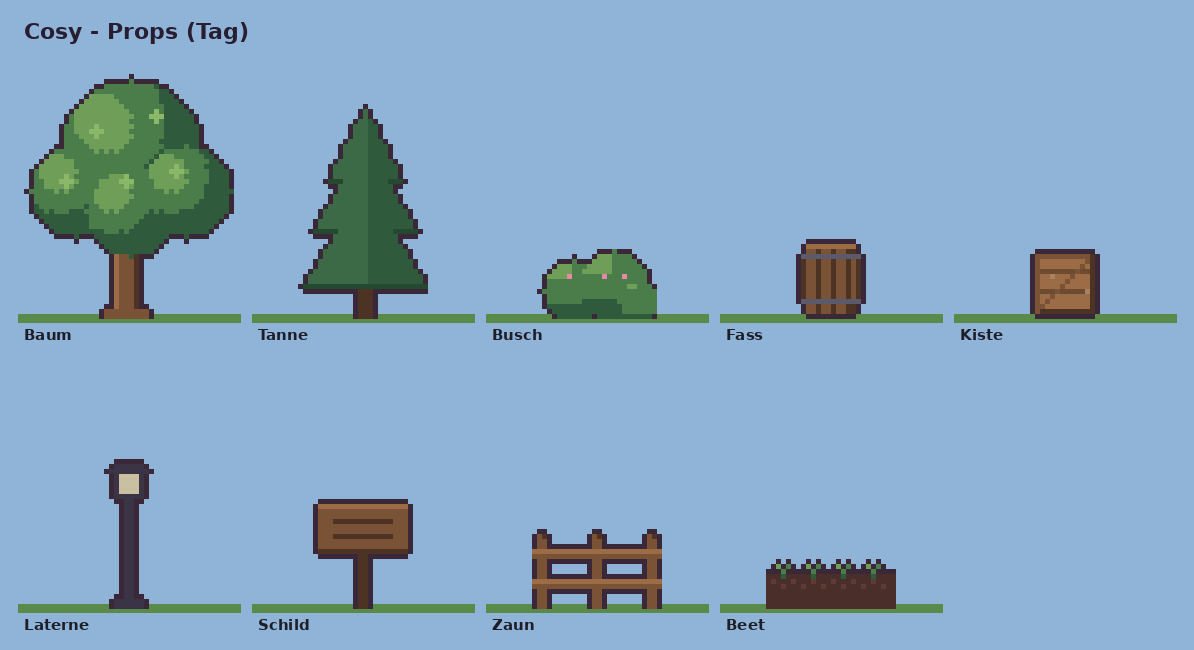 Cosy - Props (Tag)
Baum
Tanne
Busch
Fass
Kiste
Laterne
Schild
Zaun
Beet